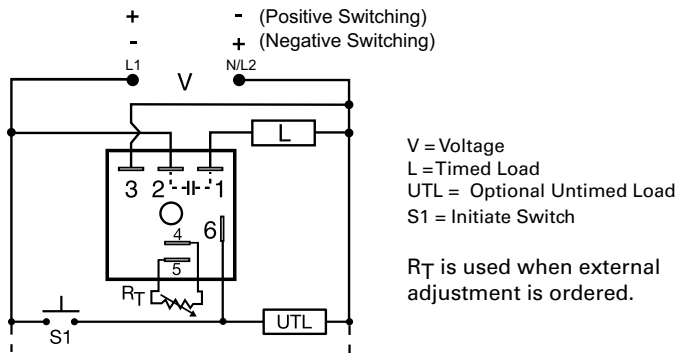 + - (Positive Switching)
- + (Negative Switching)
L1 N/L2
V
L
3 2 1
6
4
5
RT
S1
UTL
V = Voltage
L = Timed Load
UTL = Optional Untimed Load
S1 = Initiate Switch
RT is used when external
adjustment is ordered.